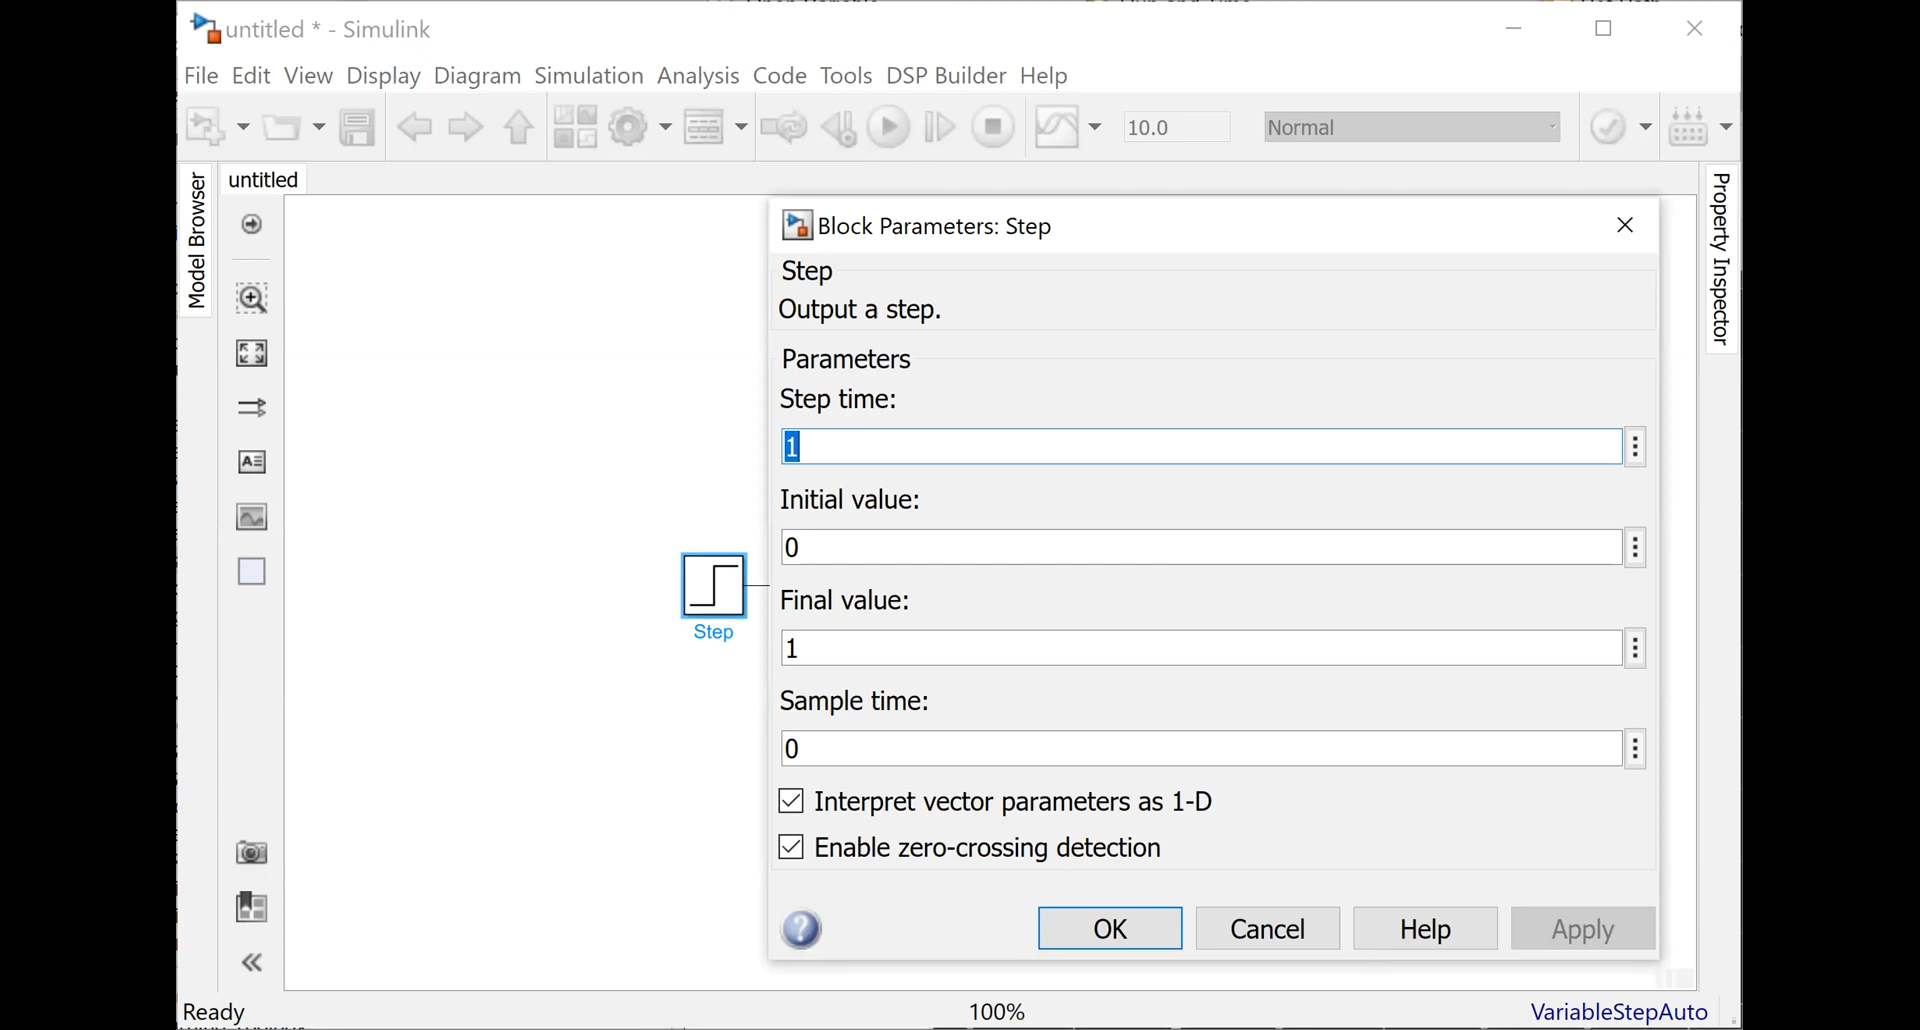 untitled * - Simulink
File Edit View Display Diagram Simulation Analysis Code Tools DSP Builder Help
10.0
Normal
Model Browser
untitled
Property Inspector
Block Parameters: Step
Step
Output a step.
Parameters
Step time:
1
Initial value:
0
Final value:
1
Sample time:
0
Interpret vector parameters as 1-D
Enable zero-crossing detection
OK Cancel Help Apply
Step
Ready
100%
VariableStepAuto